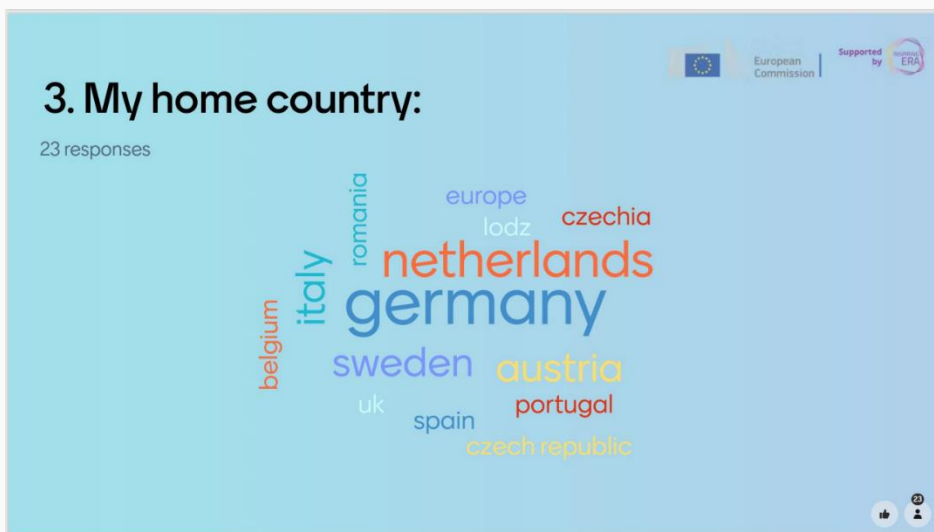 European
Commission
Supported
by
INSPIRING
ERA
3. My home country:
23 responses
romania
europe
lodz
czechia
netherlands
italy
germany
belgium
sweden
austria
uk
portugal
spain
czech republic
23